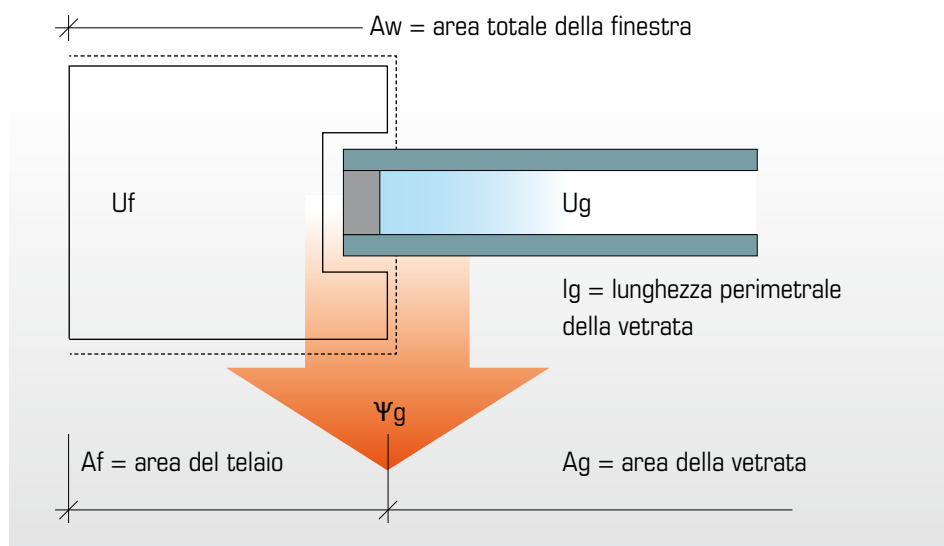 Aw = area totale della finestra
Uf
Ug
lg = lunghezza perimetrale
della vetrata
Ψg
Af = area del telaio
Ag = area della vetrata